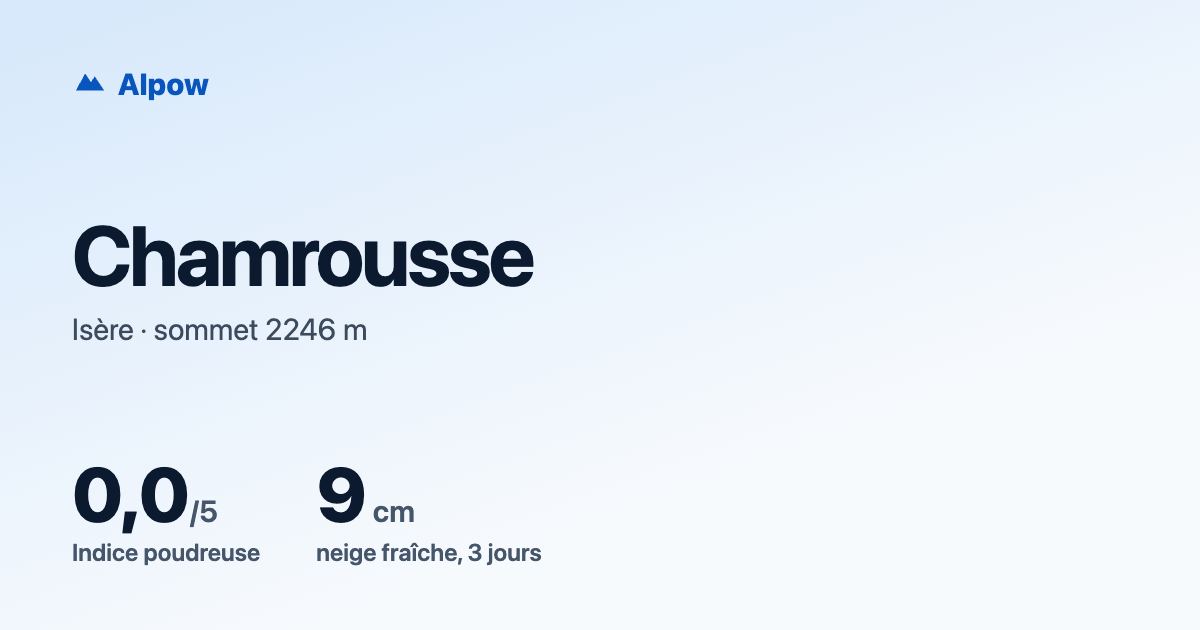 Alpow
Chamrousse
Isère · sommet 2246 m
0,0/5
Indice poudreuse
9 cm
neige fraîche, 3 jours